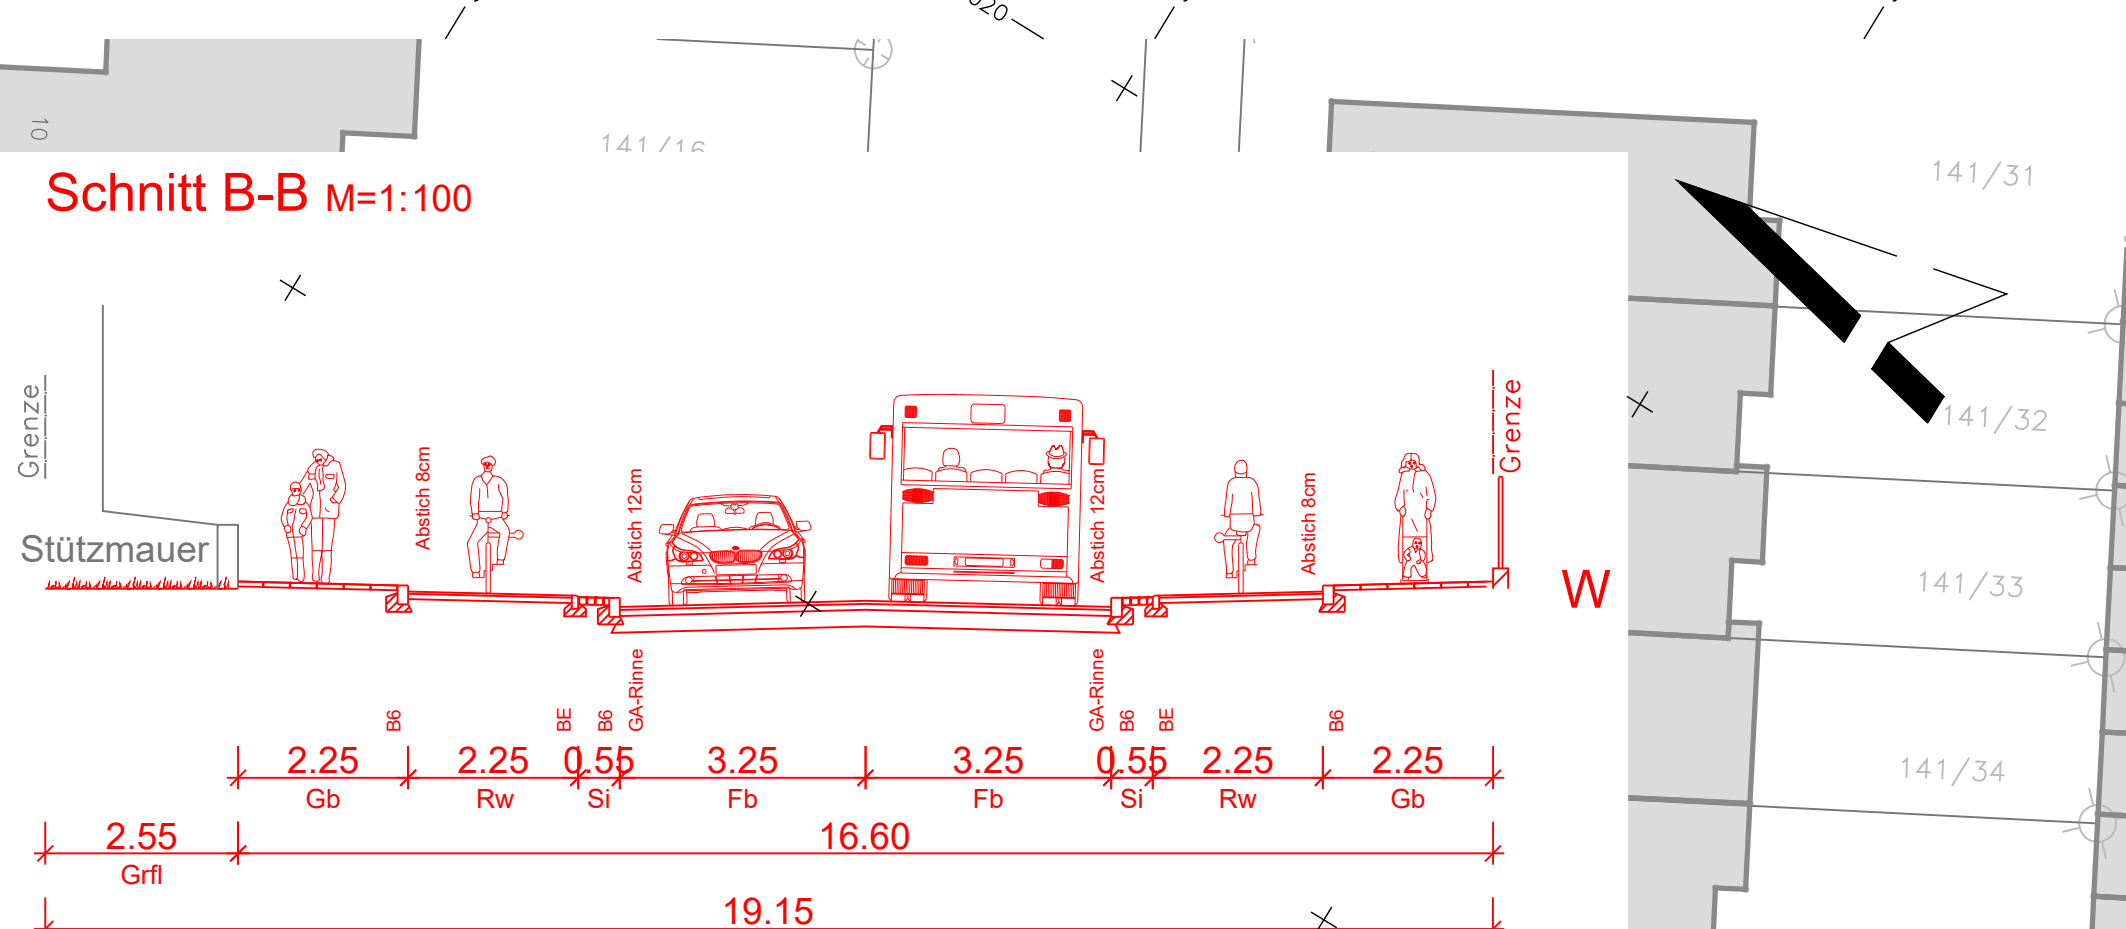 020
10
141/16
141/31
Schnitt B-B M=1:100
Grenze
Grenze
141/32
Abstich 8cm
Abstich 12cm
Abstich 12cm
Abstich 8cm
Stützmauer
W
141/33
GA-Rinne
GA-Rinne
B6 BE B6 B6 BE B6
2.25 2.25 0.55 3.25 3.25 0.55 2.25 2.25
Gb Rw Si Fb Fb Si Rw Gb
141/34
2.55 16.60
Grfl
19.15